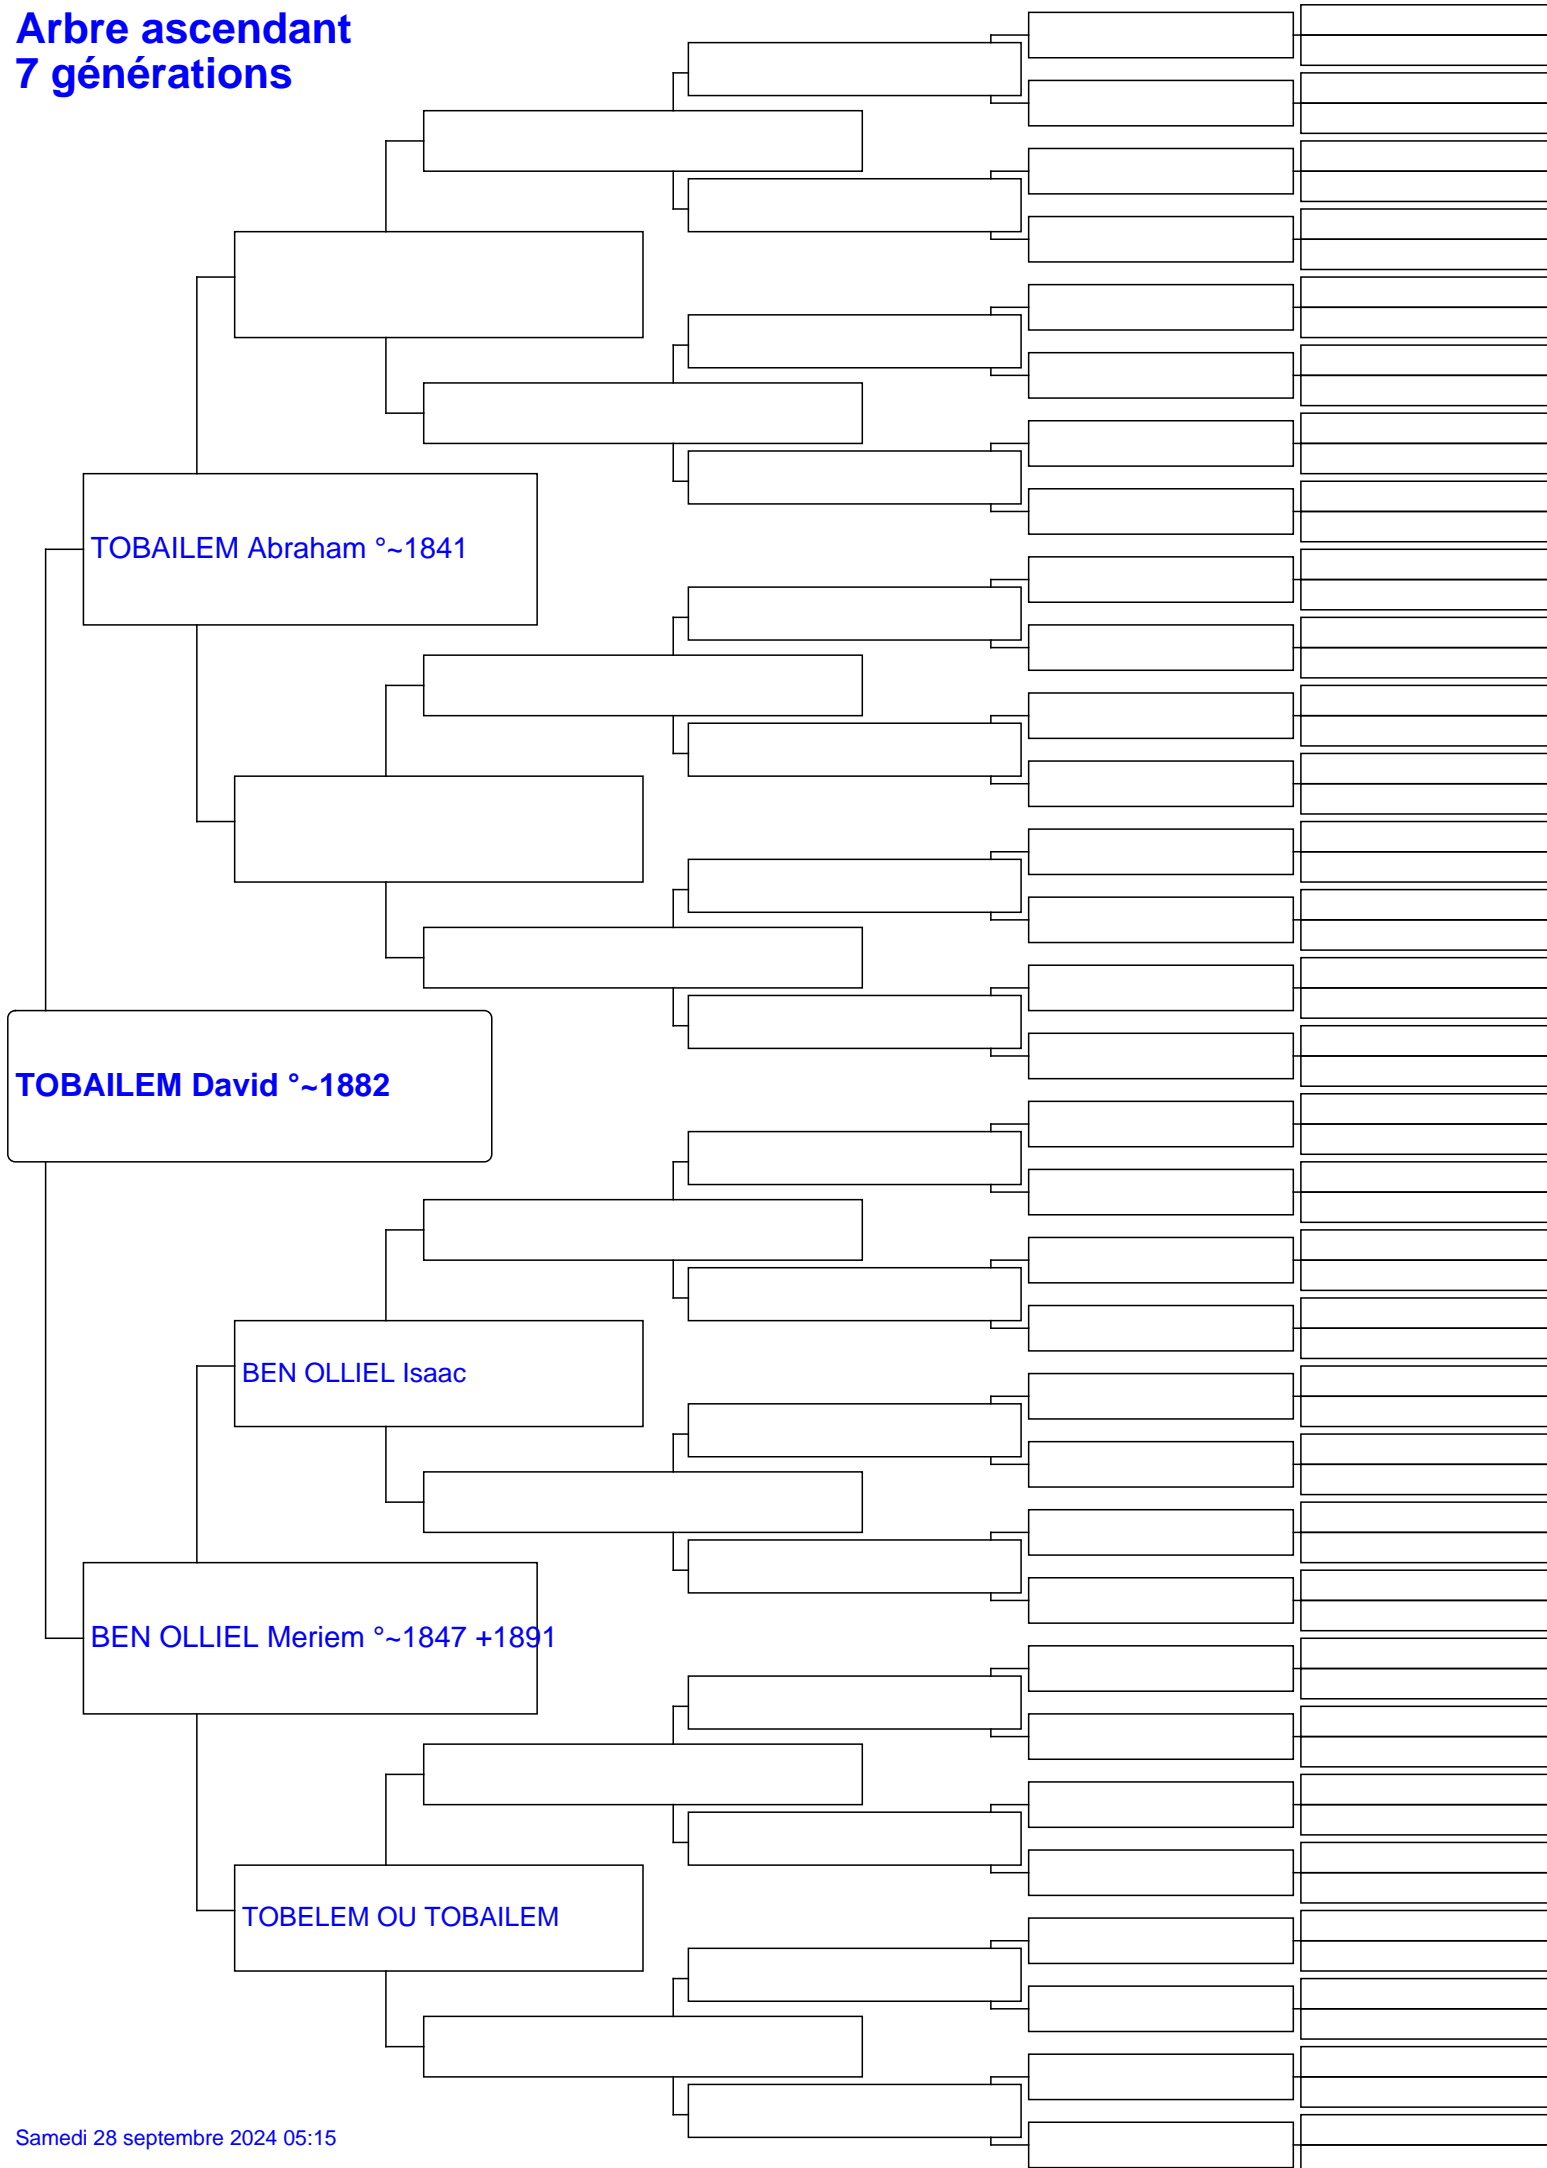 Arbre ascendant
7 générations
TOBAILEM Abraham °~1841
TOBAILEM David °~1882
BEN OLLIEL Isaac
BEN OLLIEL Meriem °~1847 +1891
TOBELEM OU TOBAILEM
Samedi 28 septembre 2024 05:15